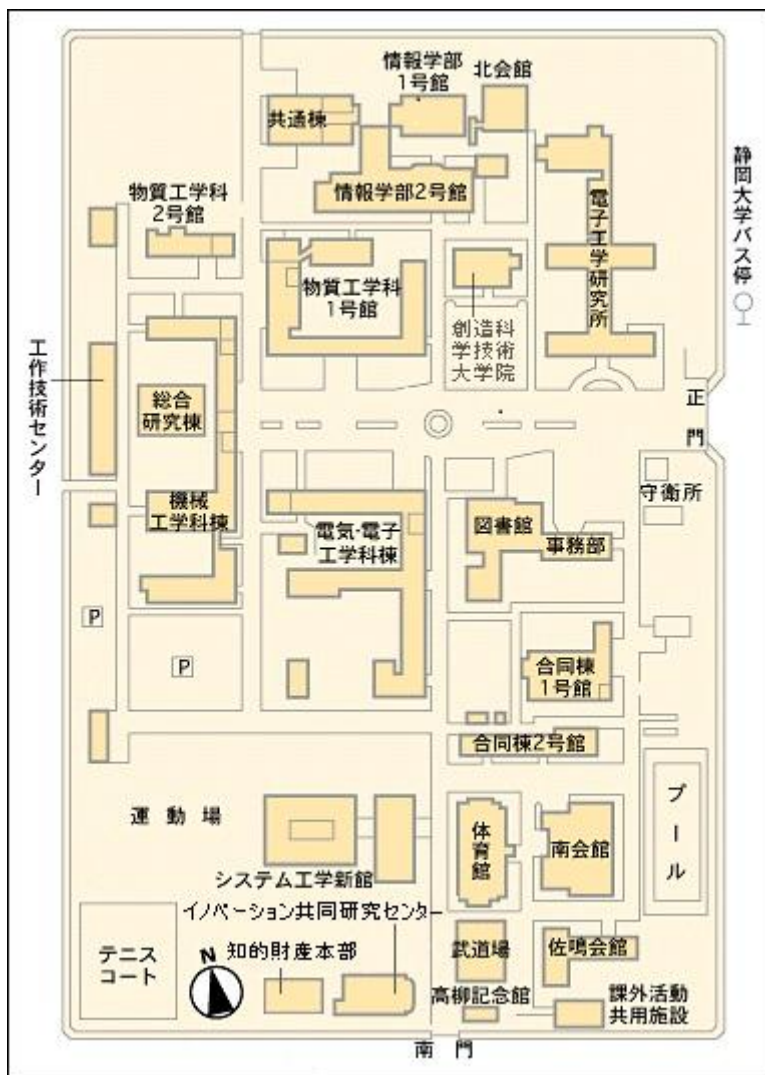 情報学部
1号館
北会館
共通棟
静岡大学バス停
物質工学科
2号館
情報学部2号館
電子工学研究所
物質工学科
1号館
創造科
学技術
大学院
工作技術センター
総合
研究棟
正門
守衛所
機械
工学科棟
電気・電子
工学科棟
図書館
事務部
P
P
合同棟
1号館
合同棟2号館
運動場
体育館
南会館
プール
システム工学新館
イノベーション共同研究センター
テニス
コート
N
知的財産本部
武道場
佐鳴会館
高柳記念館
課外活動
共用施設
南門